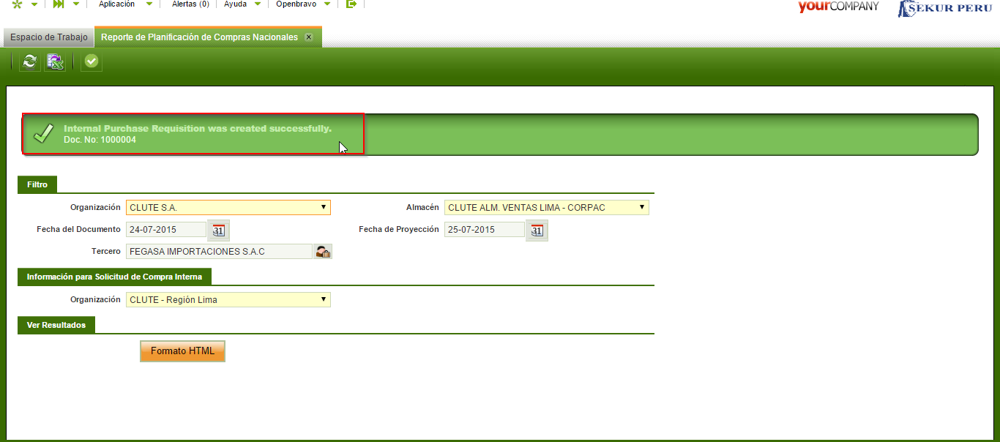 Aplicación Alertas (0) Ayuda Openbravo
yourCOMPANY SEKUR PERU
Espacio de Trabajo Reporte de Planificación de Compras Nacionales x
Internal Purchase Requisition was created successfully.
Doc. No: 1000004
Filtro
Organización CLUTE S.A. Almacén CLUTE ALM. VENTAS LIMA - CORPAC
Fecha del Documento 24-07-2015 31 Fecha de Proyección 25-07-2015 31
Tercero FEGASA IMPORTACIONES S.A.C
Información para Solicitud de Compra Interna
Organización CLUTE - Región Lima
Ver Resultados
Formato HTML